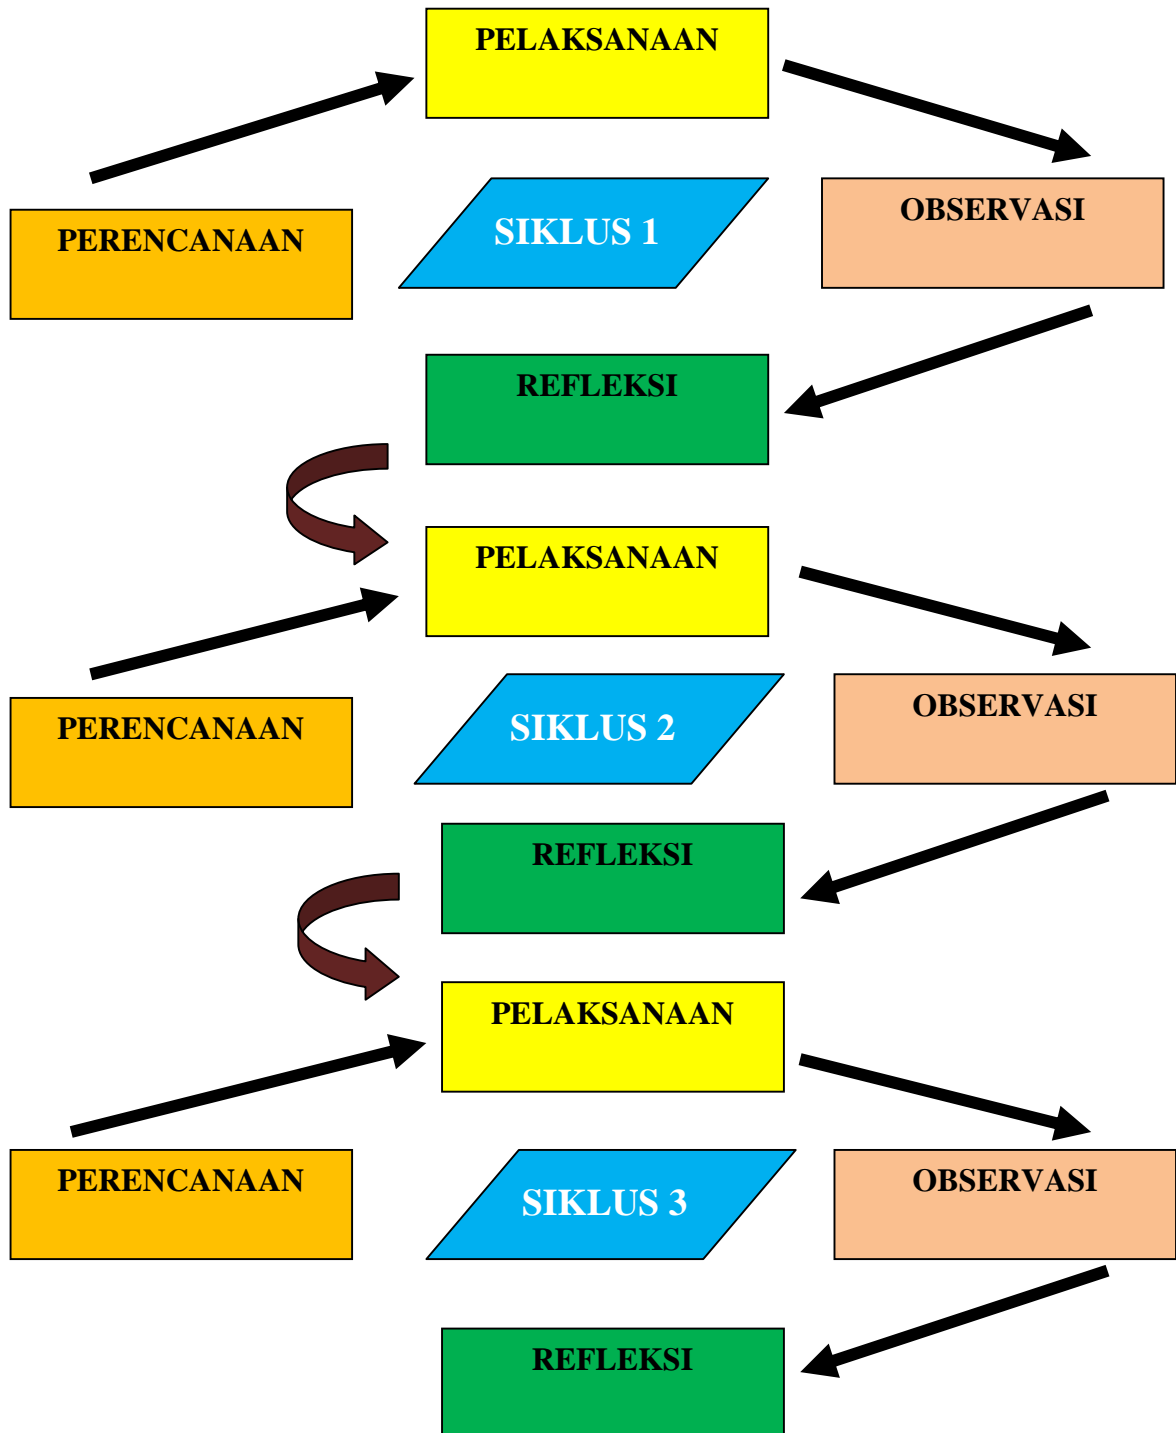 PELAKSANAAN
PERENCANAAN
SIKLUS 1
OBSERVASI
REFLEKSI
PELAKSANAAN
PERENCANAAN
SIKLUS 2
OBSERVASI
REFLEKSI
PELAKSANAAN
PERENCANAAN
SIKLUS 3
OBSERVASI
REFLEKSI